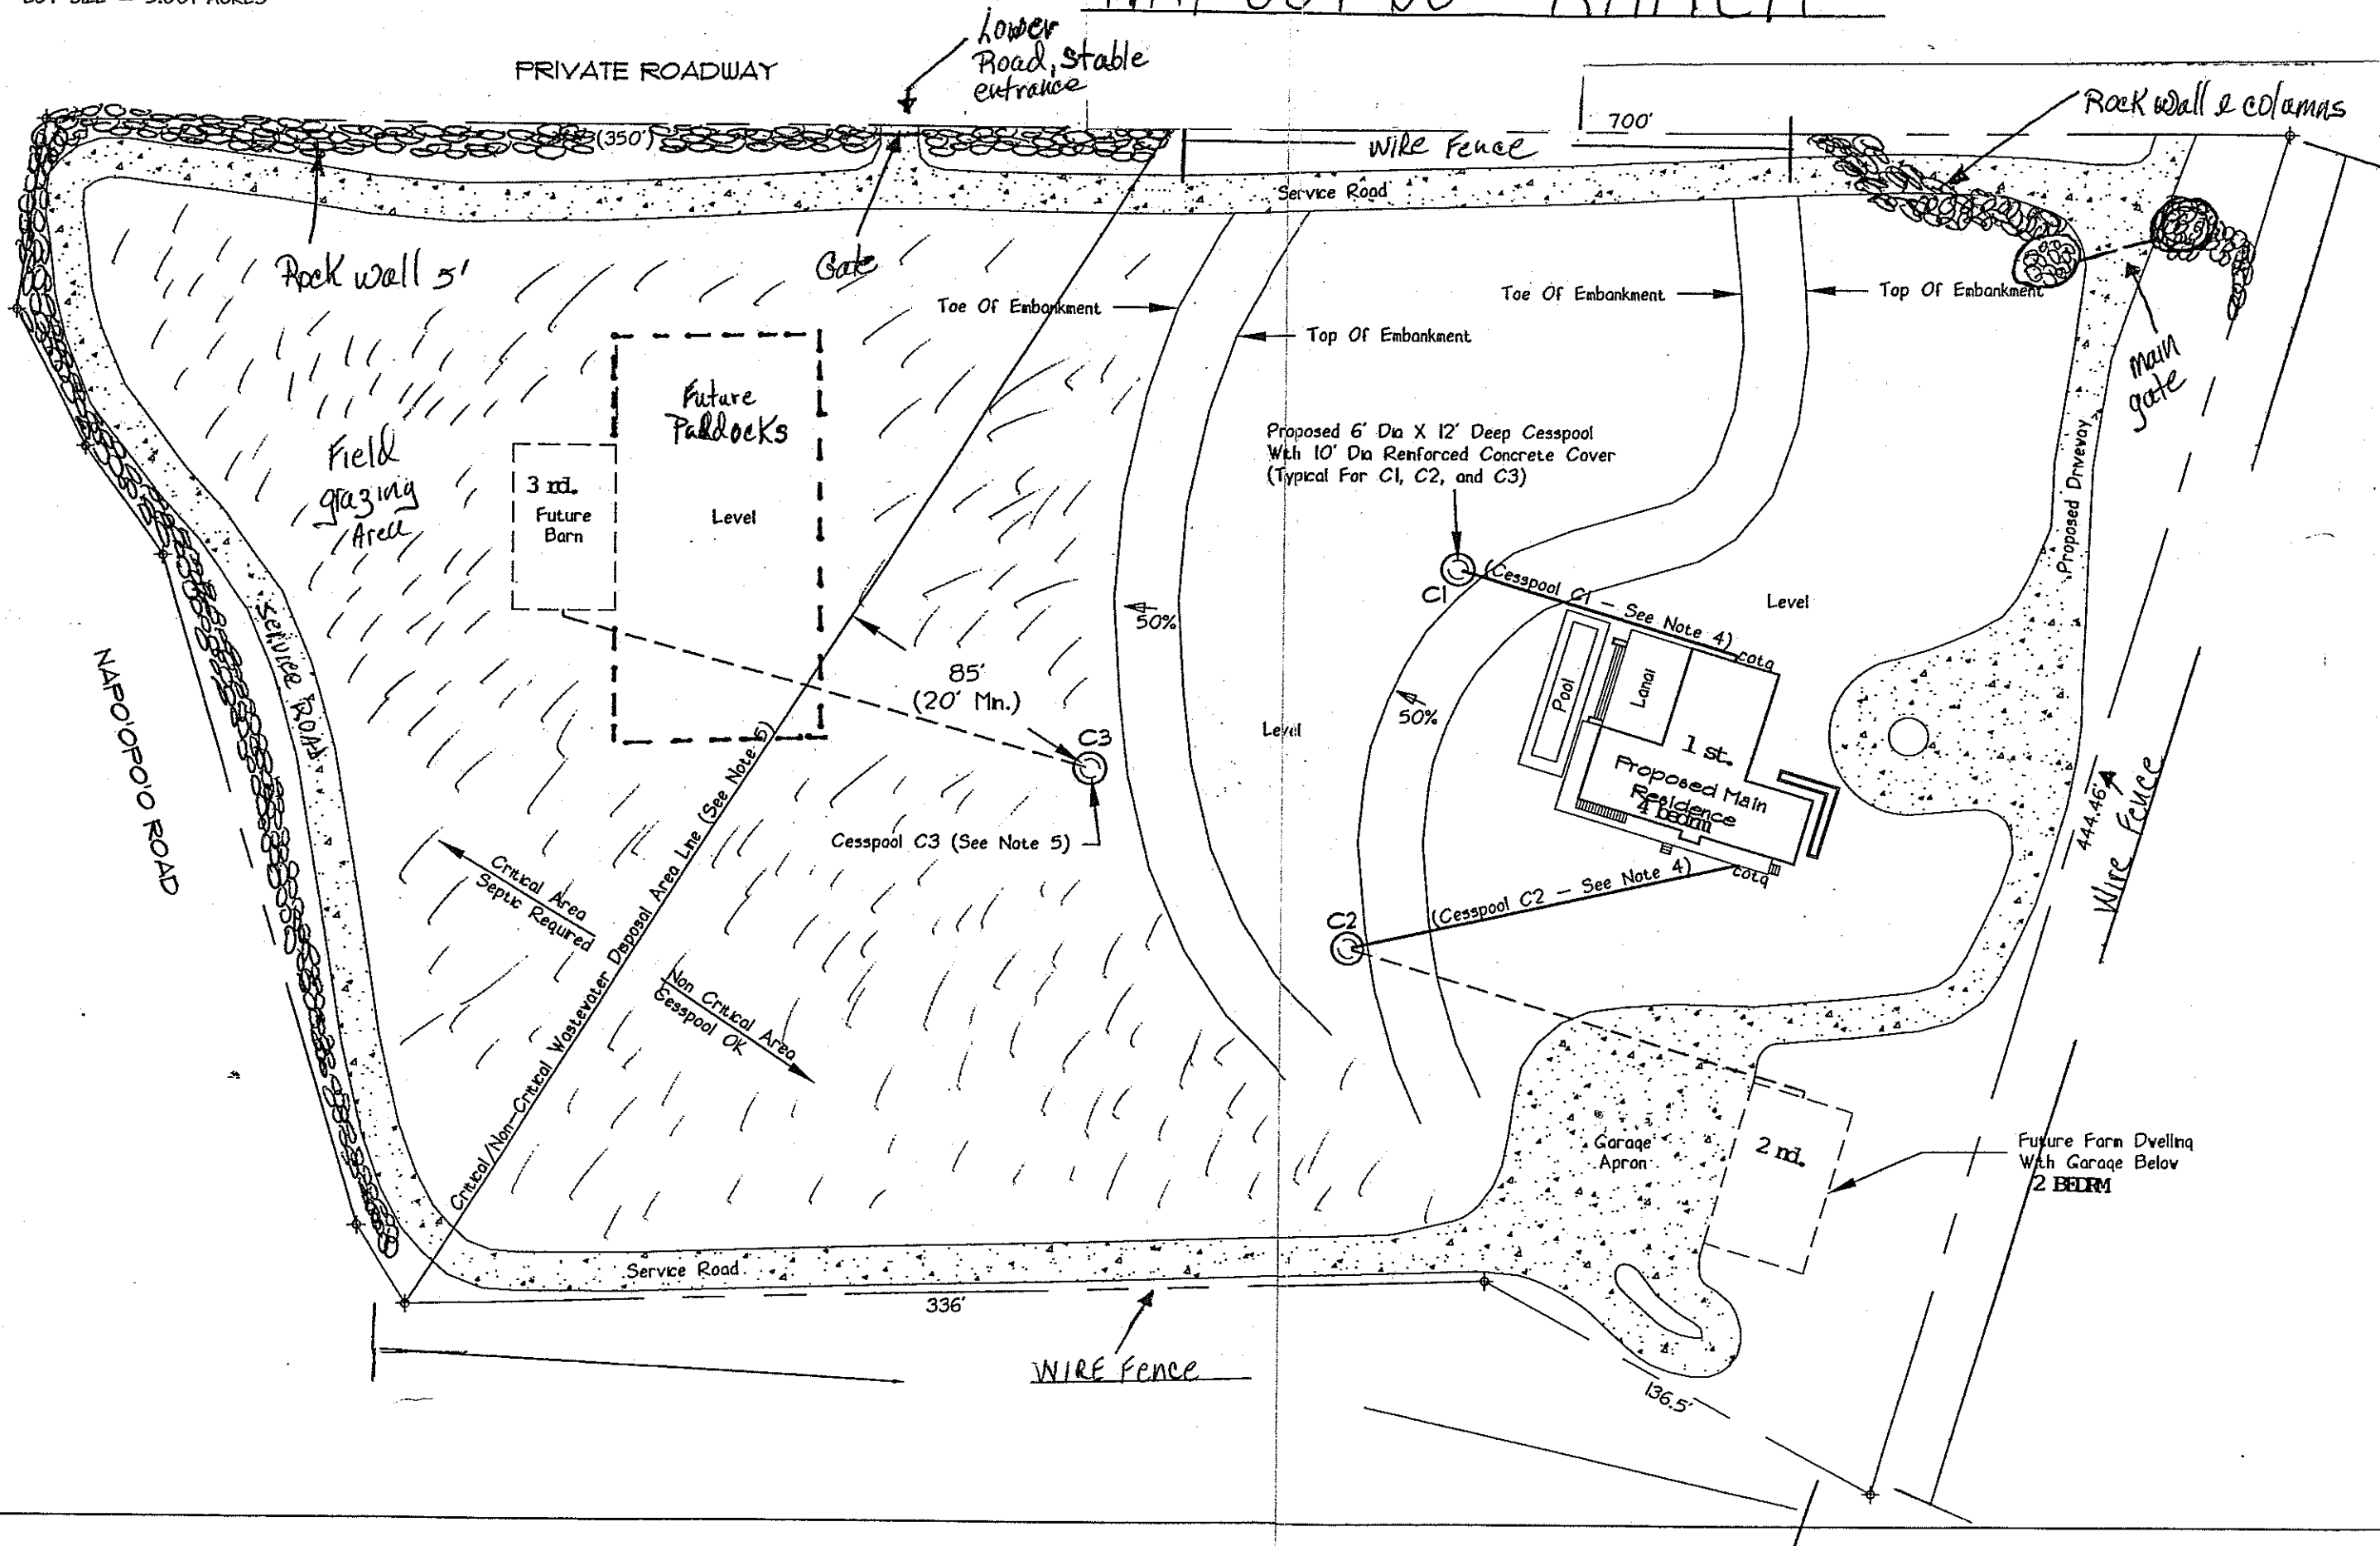 RANCH
PRIVATE ROADWAY
Lower
Road, Stable
entrance
(350')
WIRE Fence
700'
Rock wall & columns
Service Road
Rock wall 5'
Gate
Toe Of Embankment
Top Of Embankment
Toe Of Embankment
Top Of Embankment
main
gate
Future
Paddocks
Level
Field
grazing
Area
3 rd.
Future
Barn
Proposed 6' Dia X 12' Deep Cesspool
With 10' Dia Reinforced Concrete Cover
(Typical For C1, C2, and C3)
Proposed Driveway
C1
(Cesspool C1 - See Note 4)
cotg
Level
50%
85'
(20' Min.)
Pool
Lanai
1 st.
Proposed Main
Residence
4 bedrm
50%
Level
Service ROAD
NAPO'OPO'O ROAD
C3
Cesspool C3 (See Note 5)
444.46'
Wire Fence
Critical Area
Septic Required
Critical/Non-Critical Wastewater Disposal Area Line (See Note 5)
Non Critical Area
Cesspool OK
C2
(Cesspool C2 - See Note 4)
cotg
Garage
Apron
2 nd.
Future Farm Dwelling
With Garage Below
2 BEDRM
Service Road
336'
WIRE Fence
136.5'